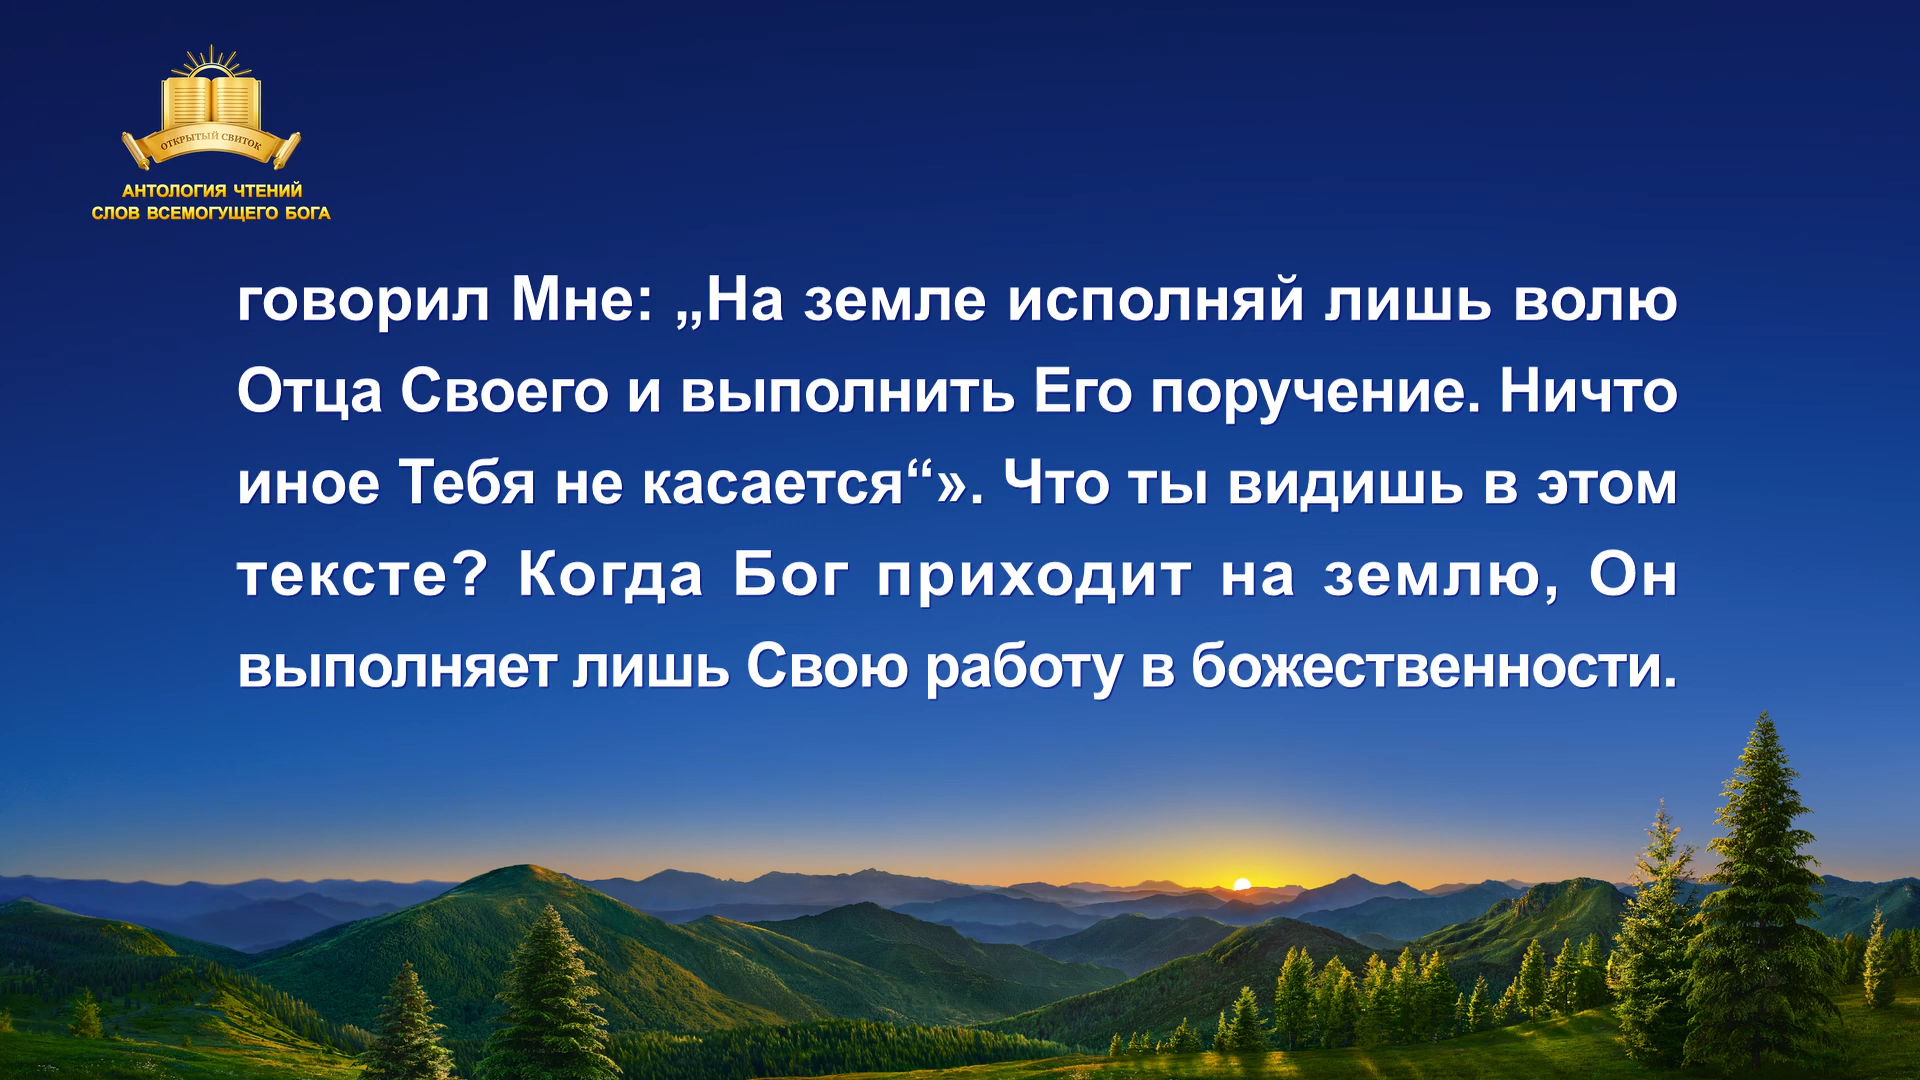 ОТКРЫТЫЙ СВИТОК
АНТОЛОГИЯ ЧТЕНИЙ
СЛОВ ВСЕМОГУЩЕГО БОГА
говорил Мне: „На земле исполняй лишь волю
Отца Своего и выполнить Его поручение. Ничто
иное Тебя не касается“». Что ты видишь в этом
тексте? Когда Бог приходит на землю, Он
выполняет лишь Свою работу в божественности.